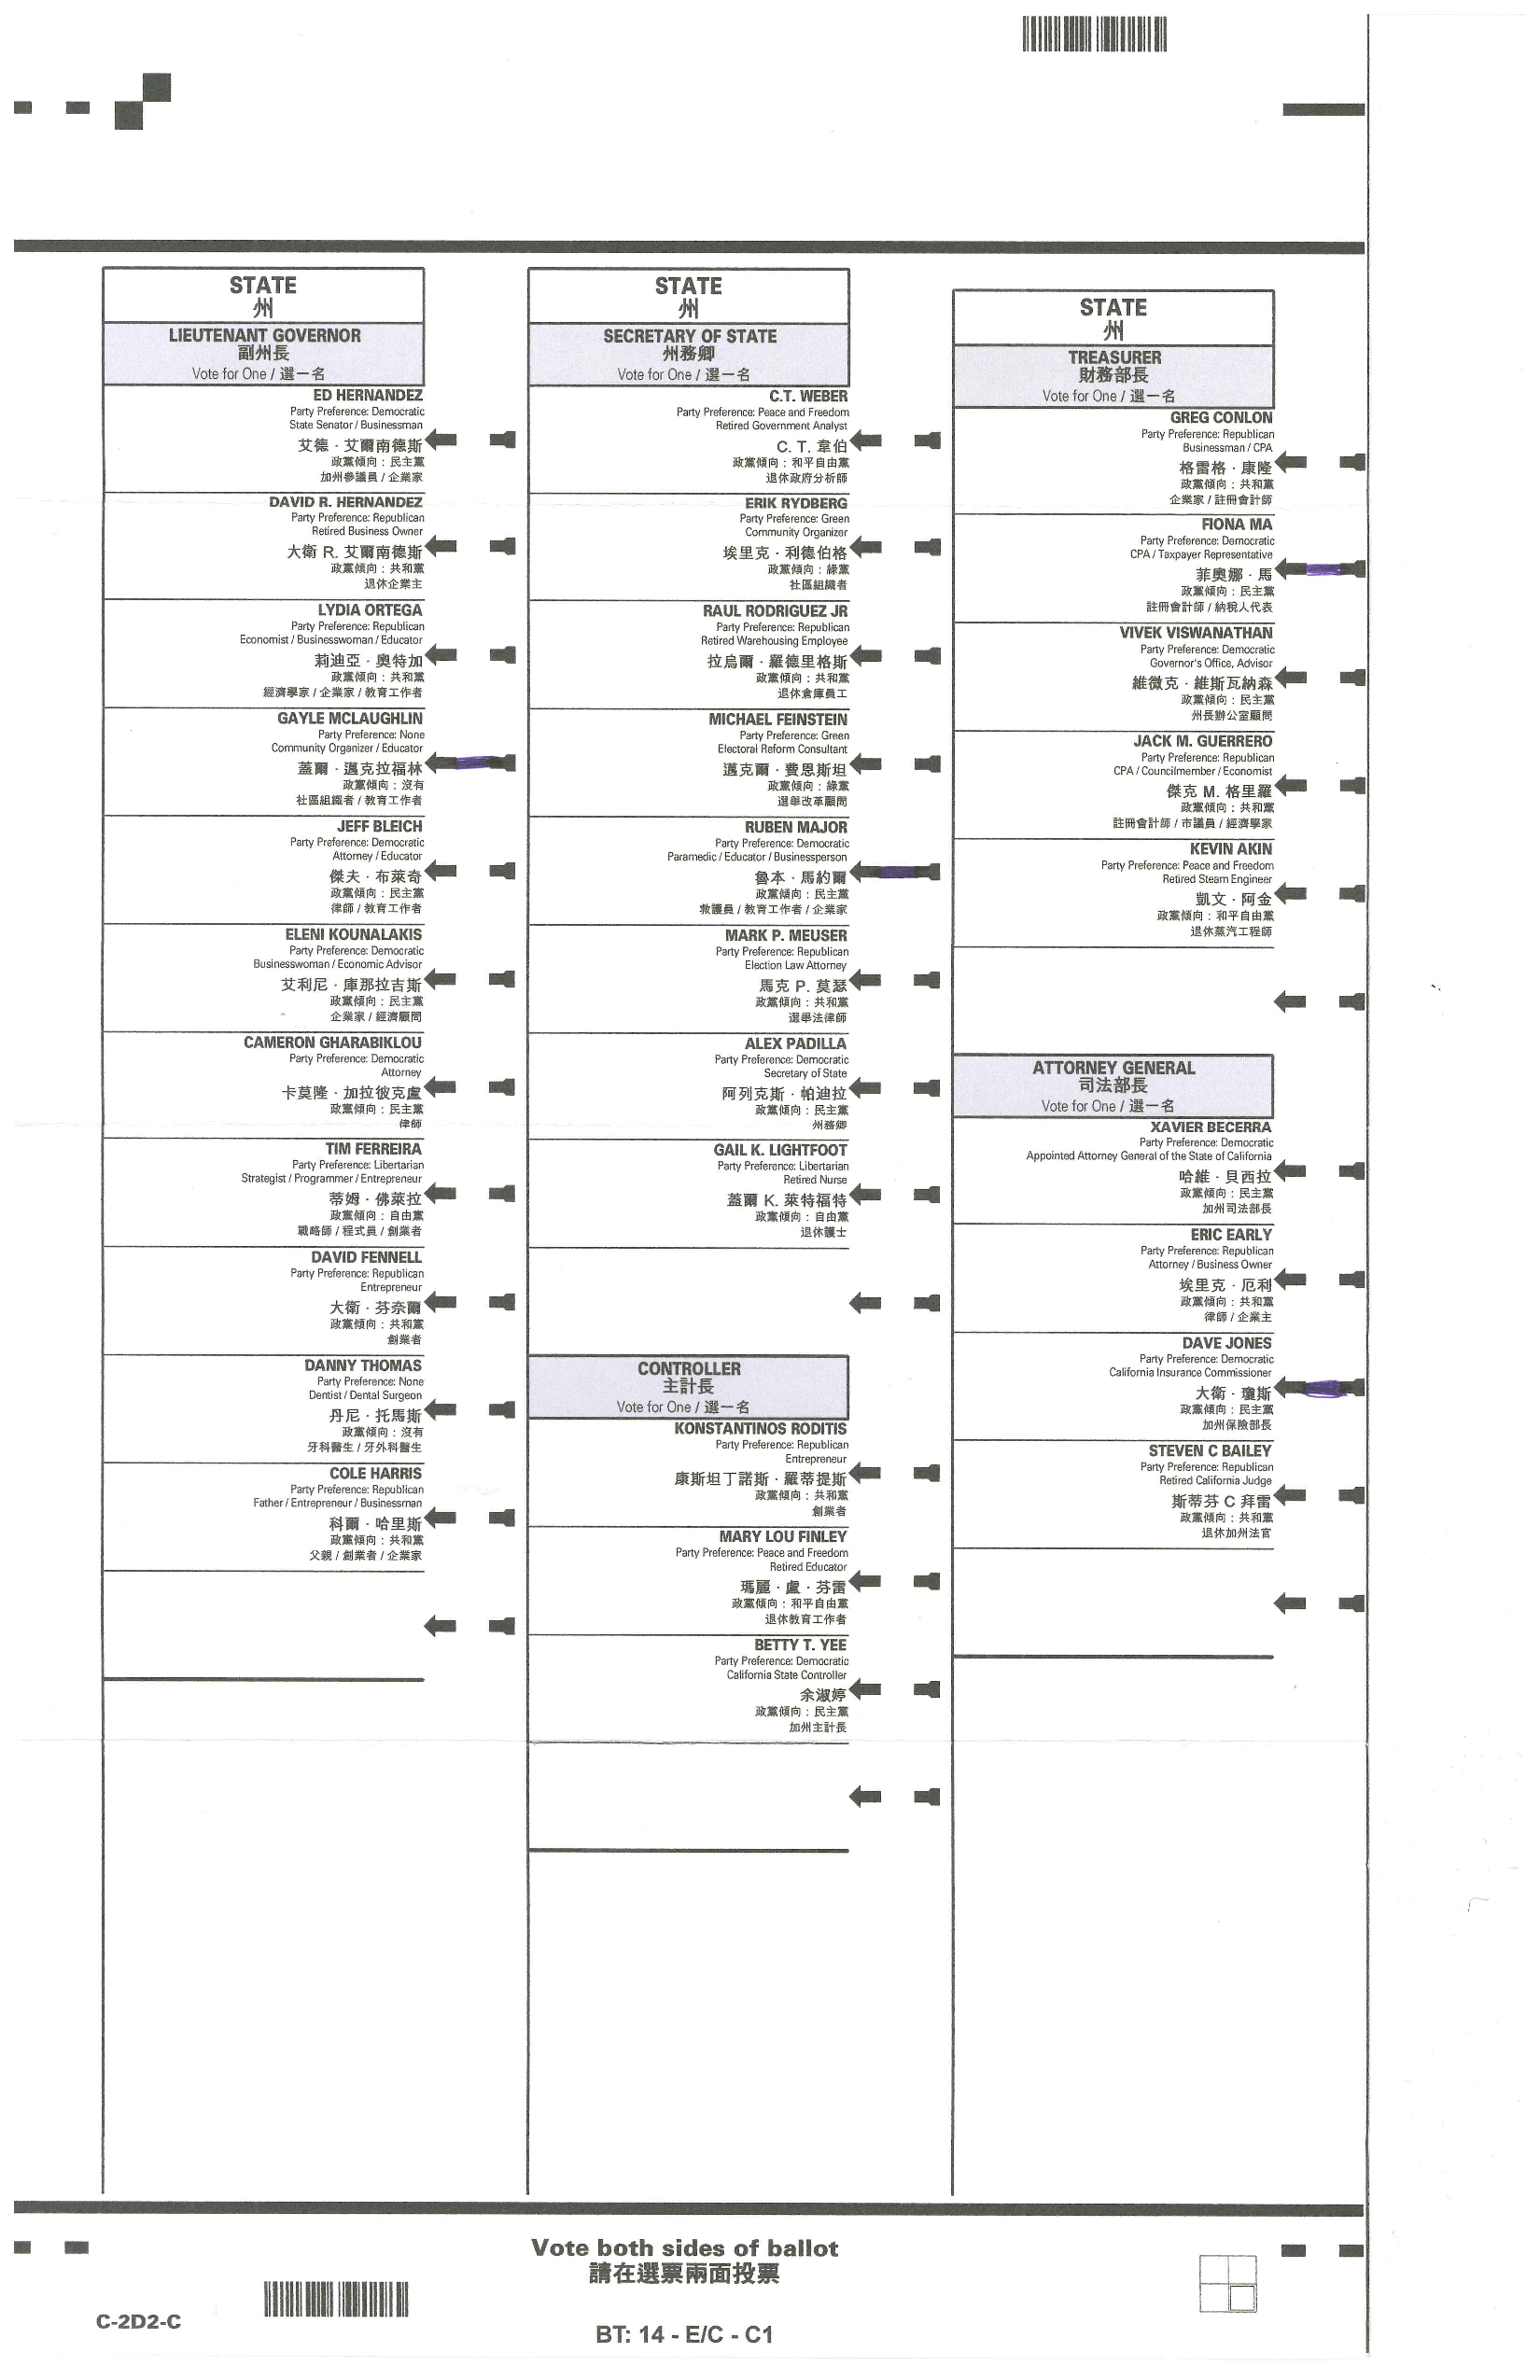 STATE
州
LIEUTENANT GOVERNOR
副州長
Vote for One / 選一名
ED HERNANDEZ
Party Preference: Democratic
State Senator / Businessman
艾德 · 艾爾南德斯
政黨傾向 : 民主黨
加州參議員 / 企業家
DAVID R. HERNANDEZ
Party Preference: Republican
Retired Business Owner
大衛 R. 艾爾南德斯
政黨傾向 : 共和黨
退休企業主
LYDIA ORTEGA
Party Preference: Republican
Economist / Businesswoman / Educator
莉迪亞 · 奧特加
政黨傾向 : 共和黨
經濟學家 / 企業家 / 教育工作者
GAYLE MCLAUGHLIN
Party Preference: None
Community Organizer / Educator
蓋爾 · 邁克拉福林
政黨傾向 : 沒有
社區組織者 / 教育工作者
JEFF BLEICH
Party Preference: Democratic
Attorney / Educator
傑夫 · 布萊奇
政黨傾向 : 民主黨
律師 / 教育工作者
ELENI KOUNALAKIS
Party Preference: Democratic
Businesswoman / Economic Advisor
艾利尼 · 庫那拉吉斯
政黨傾向 : 民主黨
企業家 / 經濟顧問
CAMERON GHARABIKLOU
Party Preference: Democratic
Attorney
卡莫隆 · 加拉彼克盧
政黨傾向 : 民主黨
律師
TIM FERREIRA
Party Preference: Libertarian
Strategist / Programmer / Entrepreneur
蒂姆 · 佛萊拉
政黨傾向 : 自由黨
戰略師 / 程式員 / 創業者
DAVID FENNELL
Party Preference: Republican
Entrepreneur
大衛 · 芬奈爾
政黨傾向 : 共和黨
創業者
DANNY THOMAS
Party Preference: None
Dentist / Dental Surgeon
丹尼 · 托馬斯
政黨傾向 : 沒有
牙科醫生 / 牙外科醫生
COLE HARRIS
Party Preference: Republican
Father / Entrepreneur / Businessman
科爾 · 哈里斯
政黨傾向 : 共和黨
父親 / 創業者 / 企業家
STATE
州
SECRETARY OF STATE
州務卿
Vote for One / 選一名
C.T. WEBER
Party Preference: Peace and Freedom
Retired Government Analyst
C. T. 韋伯
政黨傾向 : 和平自由黨
退休政府分析師
ERIK RYDBERG
Party Preference: Green
Community Organizer
埃里克 · 利德伯格
政黨傾向 : 綠黨
社區組織者
RAUL RODRIGUEZ JR
Party Preference: Republican
Retired Warehousing Employee
拉烏爾 · 羅德里格斯
政黨傾向 : 共和黨
退休倉庫員工
MICHAEL FEINSTEIN
Party Preference: Green
Electoral Reform Consultant
邁克爾 · 費恩斯坦
政黨傾向 : 綠黨
選舉改革顧問
RUBEN MAJOR
Party Preference: Democratic
Paramedic / Educator / Businessperson
魯本 · 馬約爾
政黨傾向 : 民主黨
救護員 / 教育工作者 / 企業家
MARK P. MEUSER
Party Preference: Republican
Election Law Attorney
馬克 P. 莫瑟
政黨傾向 : 共和黨
選舉法律師
ALEX PADILLA
Party Preference: Democratic
Secretary of State
阿列克斯 · 帕迪拉
政黨傾向 : 民主黨
州務卿
GAIL K. LIGHTFOOT
Party Preference: Libertarian
Retired Nurse
蓋爾 K. 萊特福特
政黨傾向 : 自由黨
退休護士
CONTROLLER
主計長
Vote for One / 選一名
KONSTANTINOS RODITIS
Party Preference: Republican
Entrepreneur
康斯坦丁諾斯 · 羅蒂提斯
政黨傾向 : 共和黨
創業者
MARY LOU FINLEY
Party Preference: Peace and Freedom
Retired Educator
瑪麗 · 盧 · 芬雷
政黨傾向 : 和平自由黨
退休教育工作者
BETTY T. YEE
Party Preference: Democratic
California State Controller
余淑婷
政黨傾向 : 民主黨
加州主計長
STATE
州
TREASURER
財務部長
Vote for One / 選一名
GREG CONLON
Party Preference: Republican
Businessman / CPA
格雷格 · 康隆
政黨傾向 : 共和黨
企業家 / 註冊會計師
FIONA MA
Party Preference: Democratic
CPA / Taxpayer Representative
菲奧娜 · 馬
政黨傾向 : 民主黨
註冊會計師 / 納稅人代表
VIVEK VISWANATHAN
Party Preference: Democratic
Governor's Office, Advisor
維微克 · 維斯瓦納森
政黨傾向 : 民主黨
州長辦公室顧問
JACK M. GUERRERO
Party Preference: Republican
CPA / Councilmember / Economist
傑克 M. 格里羅
政黨傾向 : 共和黨
註冊會計師 / 市議員 / 經濟學家
KEVIN AKIN
Party Preference: Peace and Freedom
Retired Steam Engineer
凱文 · 阿金
政黨傾向 : 和平自由黨
退休蒸汽工程師
ATTORNEY GENERAL
司法部長
Vote for One / 選一名
XAVIER BECERRA
Party Preference: Democratic
Appointed Attorney General of the State of California
哈維 · 貝西拉
政黨傾向 : 民主黨
加州司法部長
ERIC EARLY
Party Preference: Republican
Attorney / Business Owner
埃里克 · 厄利
政黨傾向 : 共和黨
律師 / 企業主
DAVE JONES
Party Preference: Democratic
California Insurance Commissioner
大衛 · 瓊斯
政黨傾向 : 民主黨
加州保險部長
STEVEN C BAILEY
Party Preference: Republican
Retired California Judge
斯蒂芬 C 拜雷
政黨傾向 : 共和黨
退休加州法官
Vote both sides of ballot
請在選票兩面投票
C-2D2-C
BT: 14 - E/C - C1